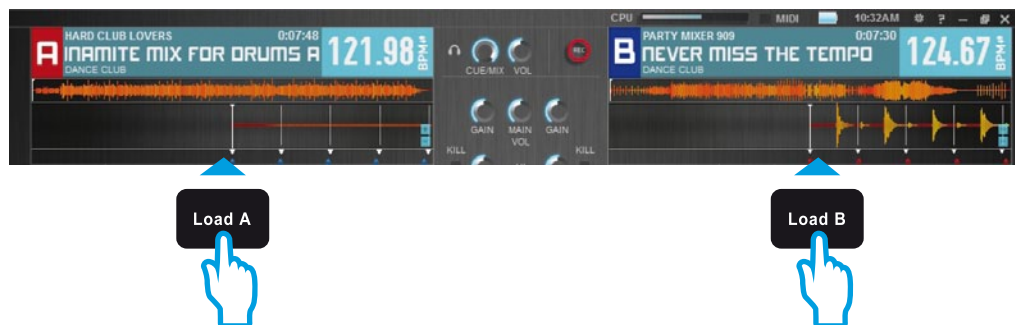 CPU MIDI 10:32AM ?
A HARD CLUB LOVERS 0:07:48
INAMITE MIX FOR DRUMS A 121.98 BPM
DANCE CLUB
CUE/MIX VOL
REC
B PARTY MIXER 909 0:07:30
NEVER MISS THE TEMPO 124.67 BPM
DANCE CLUB
GAIN MAIN VOL GAIN
KILL KILL
Load A
Load B